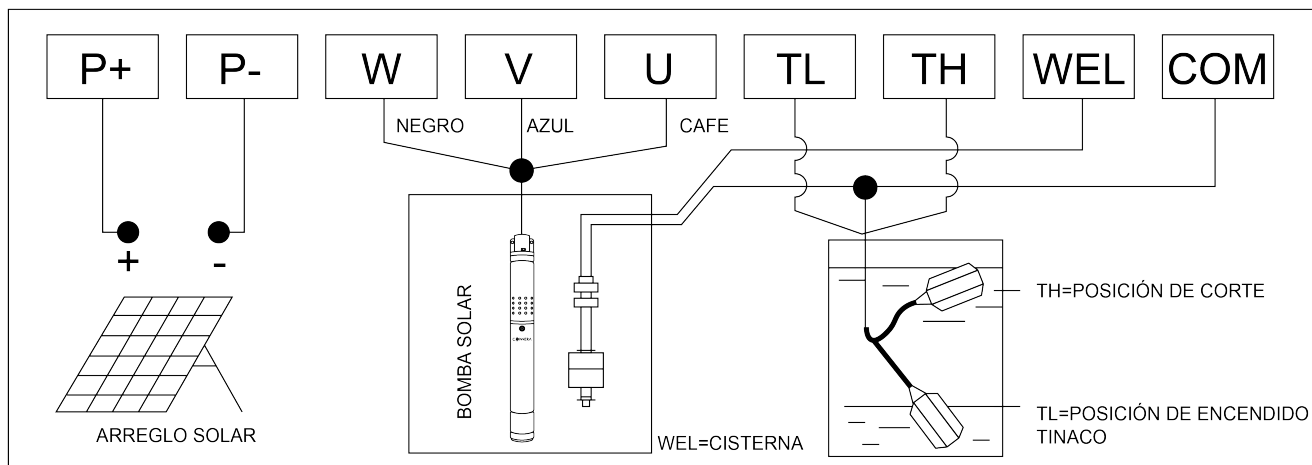 P+ P- W V U TL TH WEL COM
NEGRO AZUL CAFE
+ -
BOMBA SOLAR
TH=POSICIÓN DE CORTE
ARREGLO SOLAR
WEL=CISTERNA
TL=POSICIÓN DE ENCENDIDO
TINACO